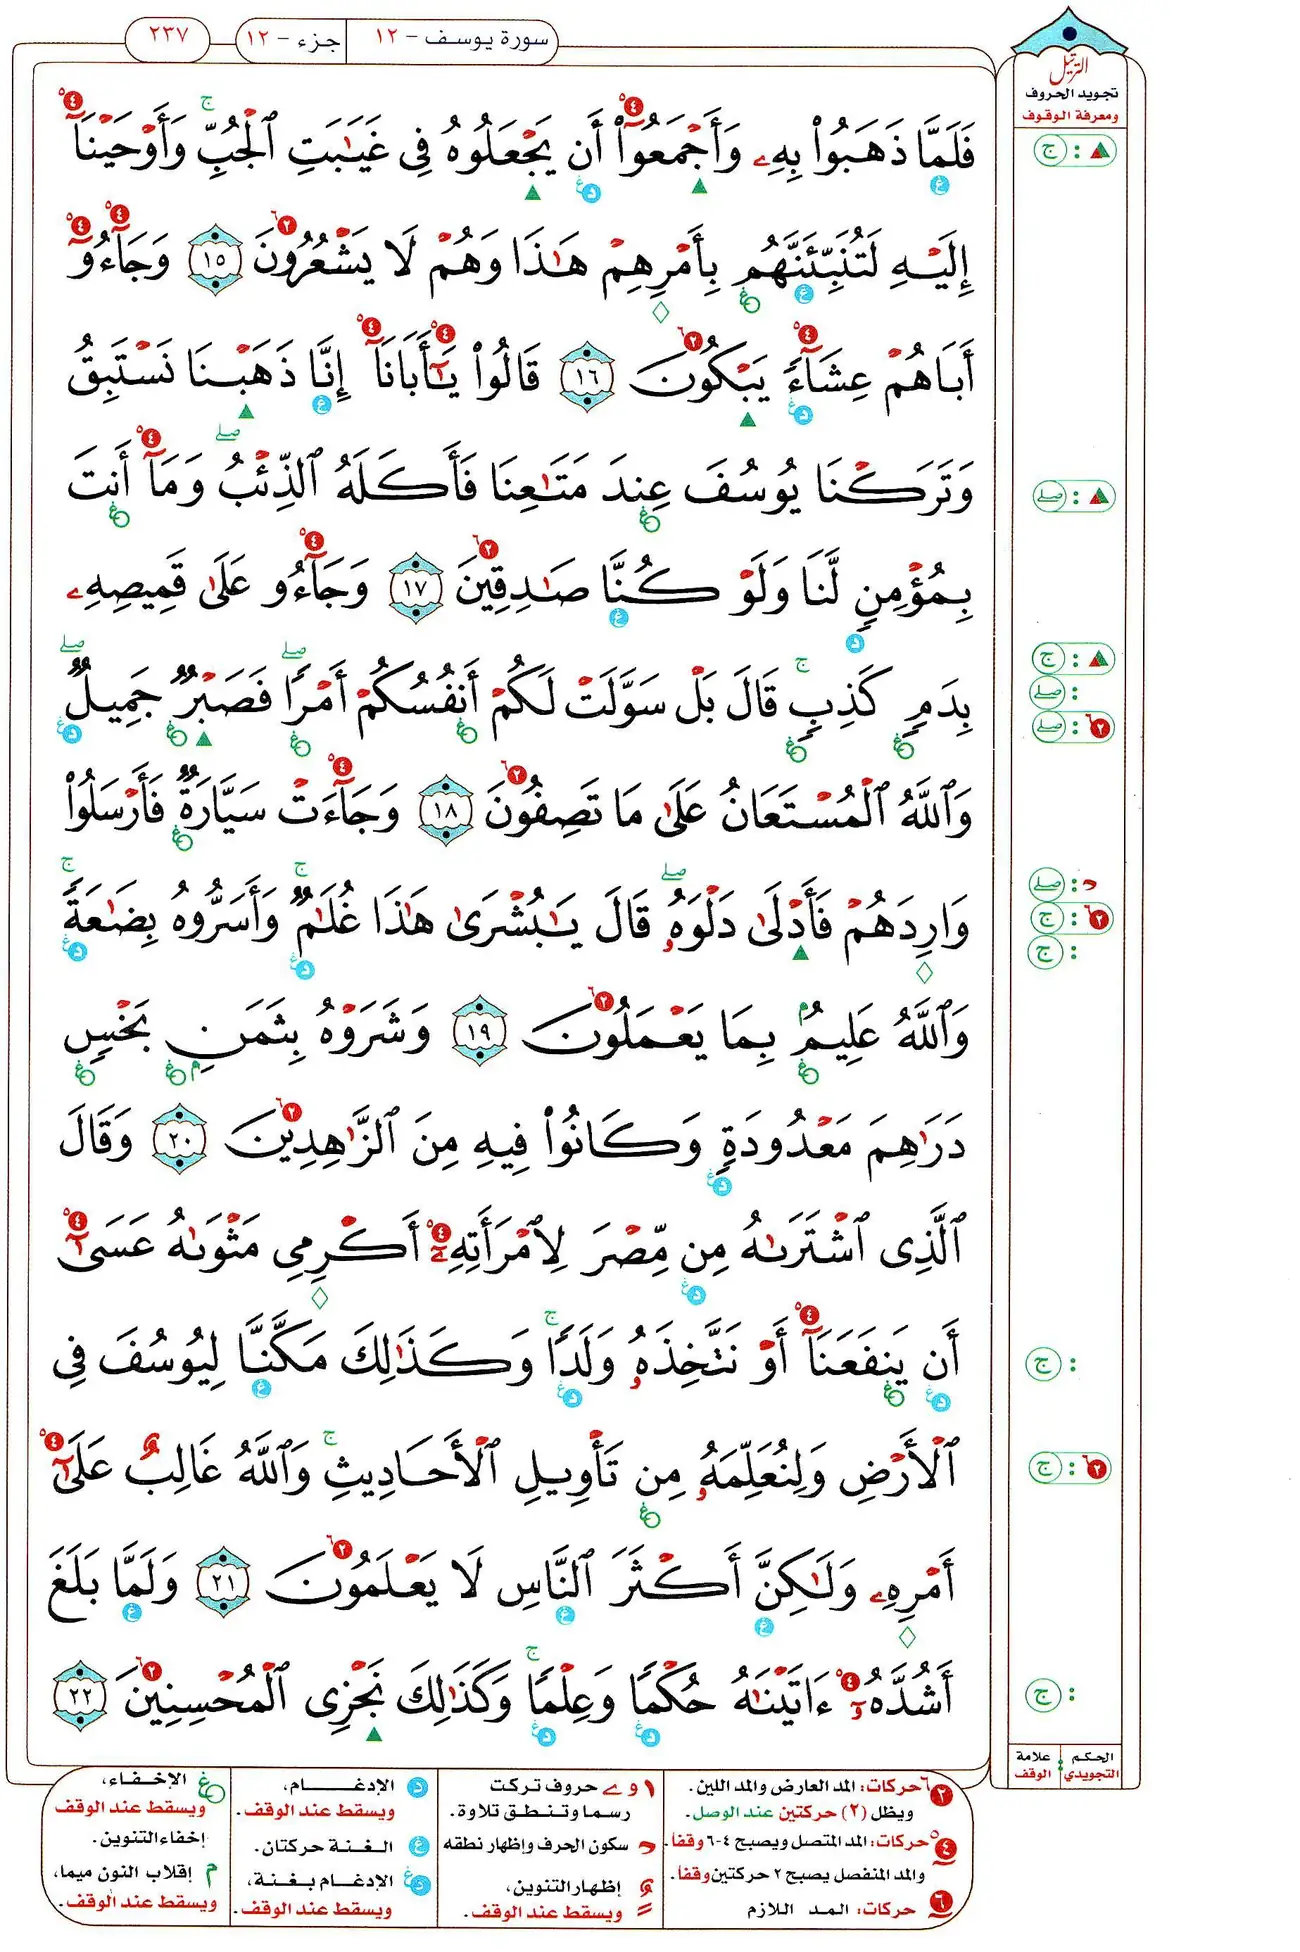 سورة يوسف - ١٢
جزء - ١٢
٢٣٧
الترتيل
تجويد الحروف
ومعرفة الوقوف
فَلَمَّا ذَهَبُوا۟ بِهِۦ وَأَجْمَعُوٓا۟ أَن يَجْعَلُوهُ فِى غَيَـٰبَتِ ٱلْجُبِّ ۚ وَأَوْحَيْنَآ
إِلَيْهِ لَتُنَبِّئَنَّهُم بِأَمْرِهِمْ هَـٰذَا وَهُمْ لَا يَشْعُرُونَ ١٥ وَجَآءُوٓ
أَبَاهُمْ عِشَآءً يَبْكُونَ ١٦ قَالُوا۟ يَـٰٓأَبَانَآ إِنَّا ذَهَبْنَا نَسْتَبِقُ
وَتَرَكْنَا يُوسُفَ عِندَ مَتَـٰعِنَا فَأَكَلَهُ ٱلذِّئْبُ ۖ وَمَآ أَنتَ
بِمُؤْمِنٍ لَّنَا وَلَوْ كُنَّا صَـٰدِقِينَ ١٧ وَجَآءُو عَلَىٰ قَمِيصِهِۦ
بِدَمٍ كَذِبٍ ۚ قَالَ بَلْ سَوَّلَتْ لَكُمْ أَنفُسُكُمْ أَمْرًا ۖ فَصَبْرٌ جَمِيلٌ ۖ
وَٱللَّهُ ٱلْمُسْتَعَانُ عَلَىٰ مَا تَصِفُونَ ١٨ وَجَآءَتْ سَيَّارَةٌ فَأَرْسَلُوا۟
وَارِدَهُمْ فَأَدْلَىٰ دَلْوَهُۥ ۖ قَالَ يَـٰبُشْرَىٰ هَـٰذَا غُلَـٰمٌ ۚ وَأَسَرُّوهُ بِضَـٰعَةً ۚ
وَٱللَّهُ عَلِيمٌۢ بِمَا يَعْمَلُونَ ١٩ وَشَرَوْهُ بِثَمَنٍۭ بَخْسٍ
دَرَٰهِمَ مَعْدُودَةٍ وَكَانُوا۟ فِيهِ مِنَ ٱلزَّٰهِدِينَ ٢٠ وَقَالَ
ٱلَّذِى ٱشْتَرَىٰهُ مِن مِّصْرَ لِٱمْرَأَتِهِۦٓ أَكْرِمِى مَثْوَىٰهُ عَسَىٰٓ
أَن يَنفَعَنَآ أَوْ نَتَّخِذَهُۥ وَلَدًا ۚ وَكَذَٰلِكَ مَكَّنَّا لِيُوسُفَ فِى
ٱلْأَرْضِ وَلِنُعَلِّمَهُۥ مِن تَأْوِيلِ ٱلْأَحَادِيثِ ۚ وَٱللَّهُ غَالِبٌ عَلَىٰٓ
أَمْرِهِۦ وَلَـٰكِنَّ أَكْثَرَ ٱلنَّاسِ لَا يَعْلَمُونَ ٢١ وَلَمَّا بَلَغَ
أَشُدَّهُۥٓ ءَاتَيْنَـٰهُ حُكْمًا وَعِلْمًا ۚ وَكَذَٰلِكَ نَجْزِى ٱلْمُحْسِنِينَ ٢٢
الحكم التجويدي : علامة الوقف
٢ ٦ حركات: المد العارض والمد اللين.
ويظل (٢) حركتين عند الوصل.
٤ ٥ حركات: المد المتصل ويصبح ٤-٦ وقفاً.
والمد المنفصل يصبح ٢ حركتين وقفاً.
٦ حركات: المد اللازم
ا و ے حروف تركت
رسما وتنطق تلاوة.
سكون الحرف وإظهار نطقه
إظهار التنوين،
ويسقط عند الوقف.
د الإدغام،
ويسقط عند الوقف.
غ الغنة حركتان.
دغ الإدغام بغنة،
ويسقط عند الوقف.
الإخفاء،
ويسقط عند الوقف
إخفاء التنوين.
م إقلاب النون ميما،
ويسقط عند الوقف.